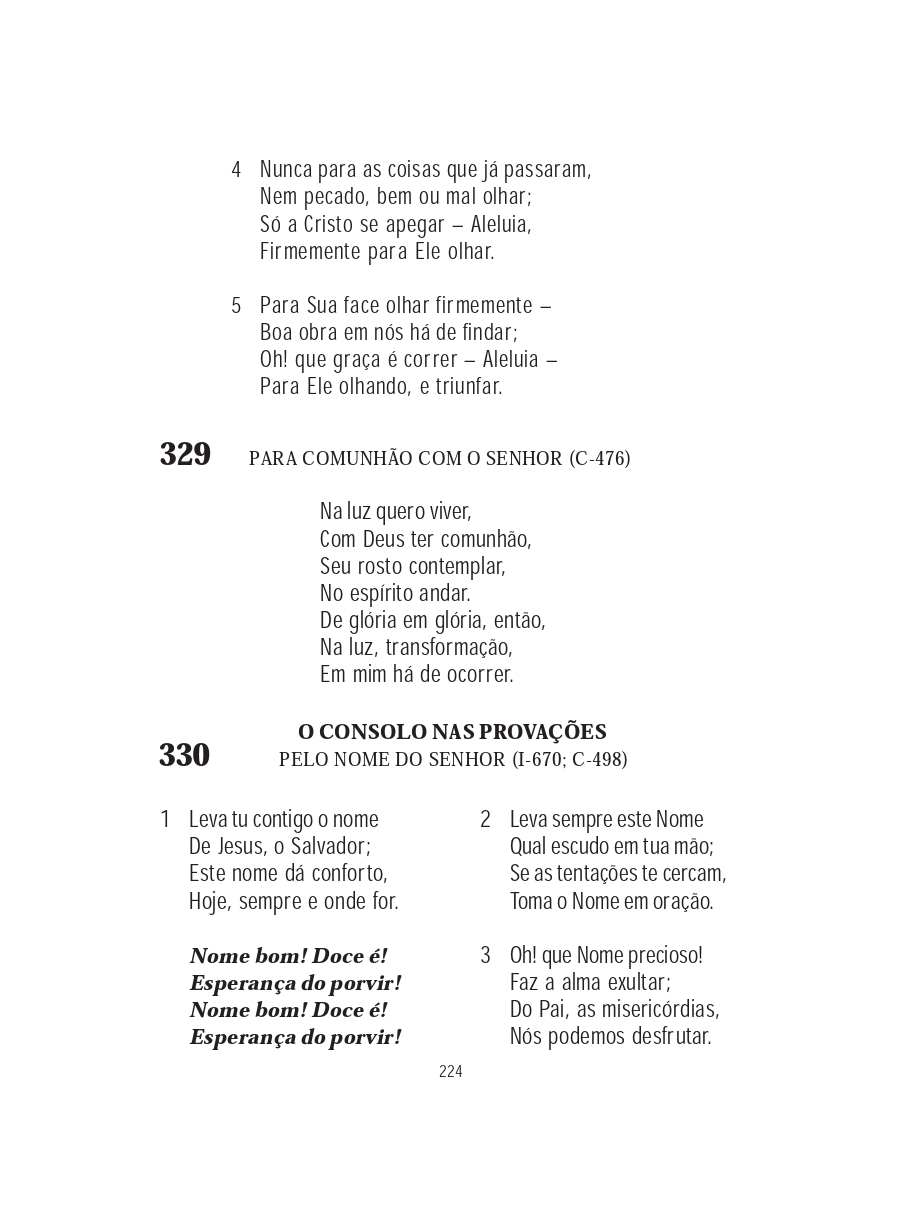 4 Nunca para as coisas que já passaram,
Nem pecado, bem ou mal olhar;
Só a Cristo se apegar – Aleluia,
Firmemente para Ele olhar.
5 Para Sua face olhar firmemente –
Boa obra em nós há de findar;
Oh! que graça é correr – Aleluia –
Para Ele olhando, e triunfar.
329 PARA COMUNHÃO COM O SENHOR (C-476)
Na luz quero viver,
Com Deus ter comunhão,
Seu rosto contemplar,
No espírito andar.
De glória em glória, então,
Na luz, transformação,
Em mim há de ocorrer.
O CONSOLO NAS PROVAÇÕES
330 PELO NOME DO SENHOR (I-670; C-498)
1 Leva tu contigo o nome
De Jesus, o Salvador;
Este nome dá conforto,
Hoje, sempre e onde for.
Nome bom! Doce é!
Esperança do porvir!
Nome bom! Doce é!
Esperança do porvir!
2 Leva sempre este Nome
Qual escudo em tua mão;
Se as tentações te cercam,
Toma o Nome em oração.
3 Oh! que Nome precioso!
Faz a alma exultar;
Do Pai, as misericórdias,
Nós podemos desfrutar.
224